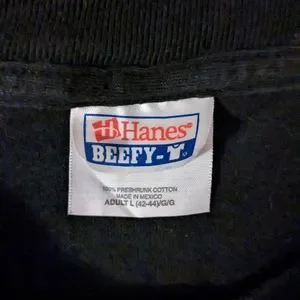 Hanes®
BEEFY-T
100% PRESHRUNK COTTON
MADE IN MEXICO
ADULT L (42-44)/G/G